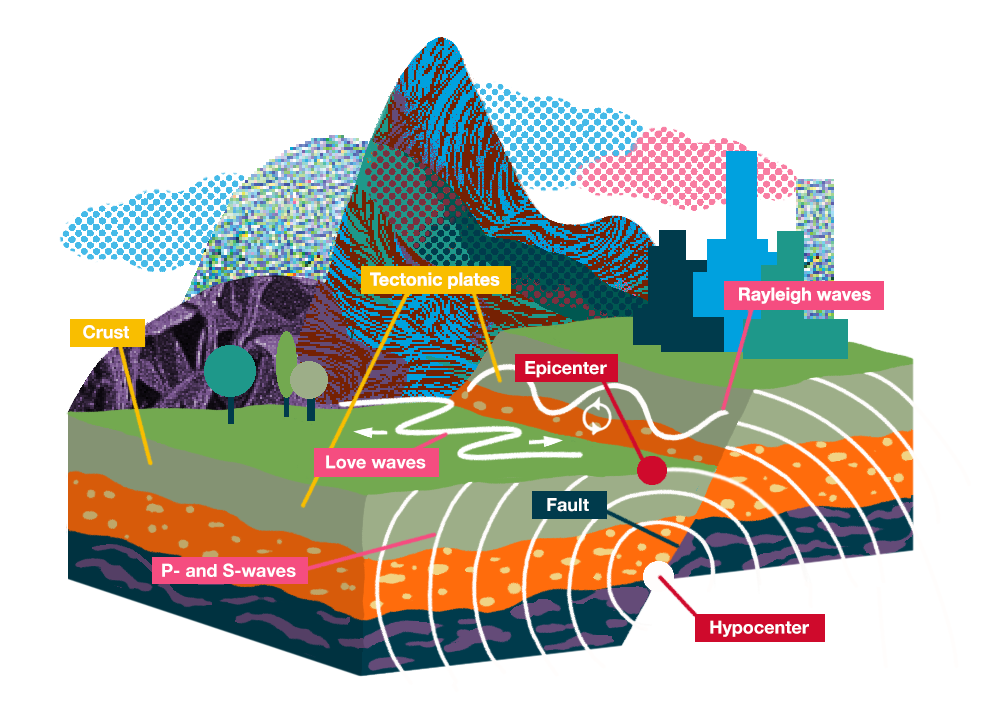 Tectonic plates
Rayleigh waves
Crust
Epicenter
Love waves
Fault
P- and S-waves
Hypocenter